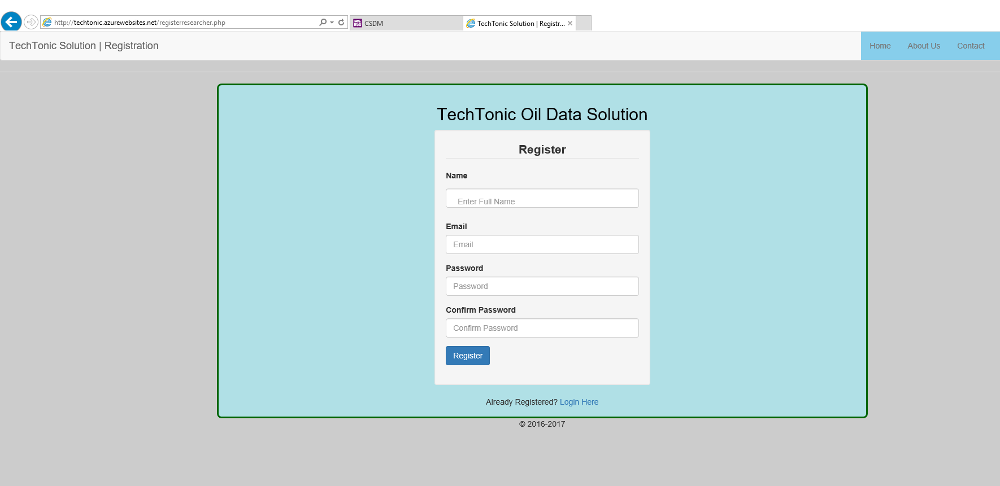 http://techtonic.azurewebsites.net/registerresearcher.php
RGU CSDM
TechTonic Solution | Registr...
TechTonic Solution | Registration
Home About Us Contact
TechTonic Oil Data Solution
Register
Name
Enter Full Name
Email
Email
Password
Password
Confirm Password
Confirm Password
Register
Already Registered? Login Here
© 2016-2017